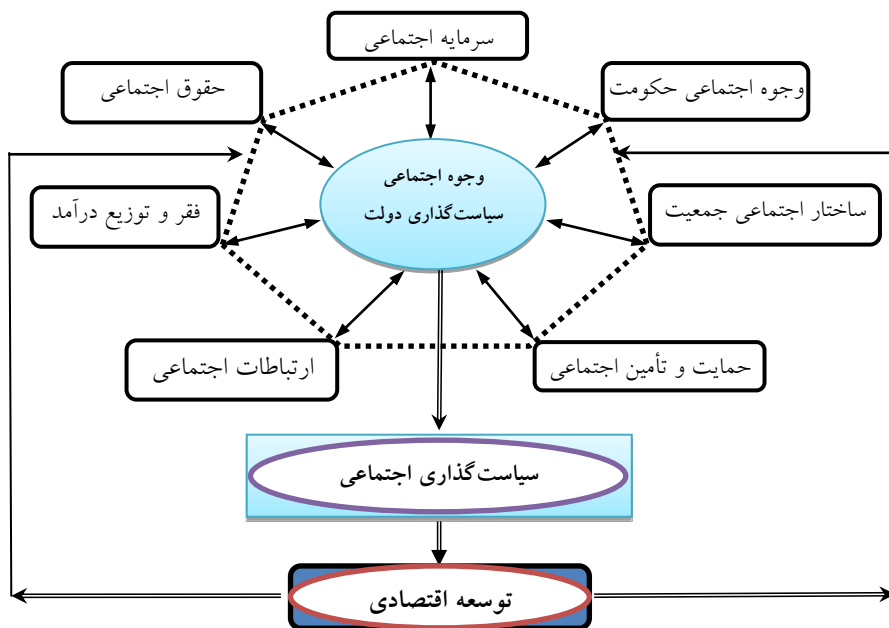 سرمایه اجتماعی
وجوه اجتماعی حکومت
حقوق اجتماعی
وجوه اجتماعی
سیاست‌گذاری دولت
ساختار اجتماعی جمعیت
فقر و توزیع درآمد
حمایت و تأمین اجتماعی
ارتباطات اجتماعی
سیاست‌گذاری اجتماعی
توسعه اقتصادی